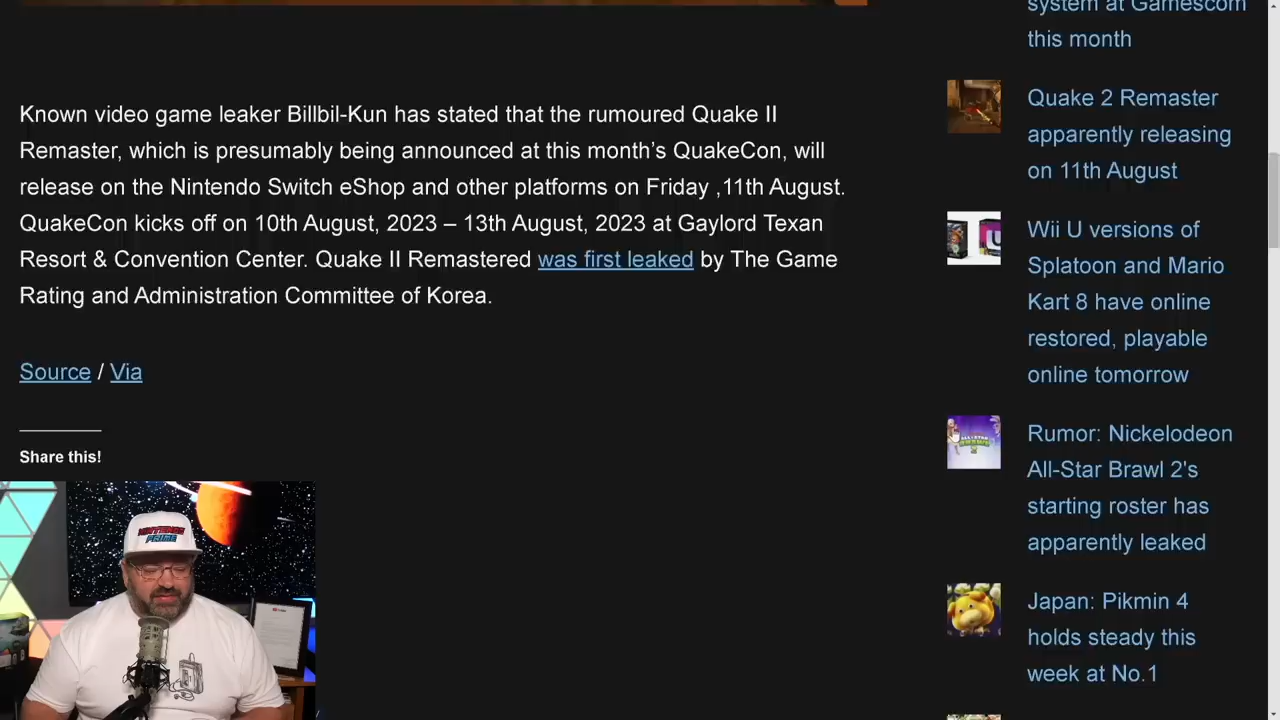 Known video game leaker Billbil-Kun has stated that the rumoured Quake II
Remaster, which is presumably being announced at this month's QuakeCon, will
release on the Nintendo Switch eShop and other platforms on Friday ,11th August.
QuakeCon kicks off on 10th August, 2023 – 13th August, 2023 at Gaylord Texan
Resort & Convention Center. Quake II Remastered was first leaked by The Game
Rating and Administration Committee of Korea.
Source / Via
Share this!
NINTENDO
PRIME
system at Gamescom
this month
Quake 2 Remaster
apparently releasing
on 11th August
Wii U versions of
Splatoon and Mario
Kart 8 have online
restored, playable
online tomorrow
Rumor: Nickelodeon
All-Star Brawl 2's
starting roster has
apparently leaked
Japan: Pikmin 4
holds steady this
week at No.1